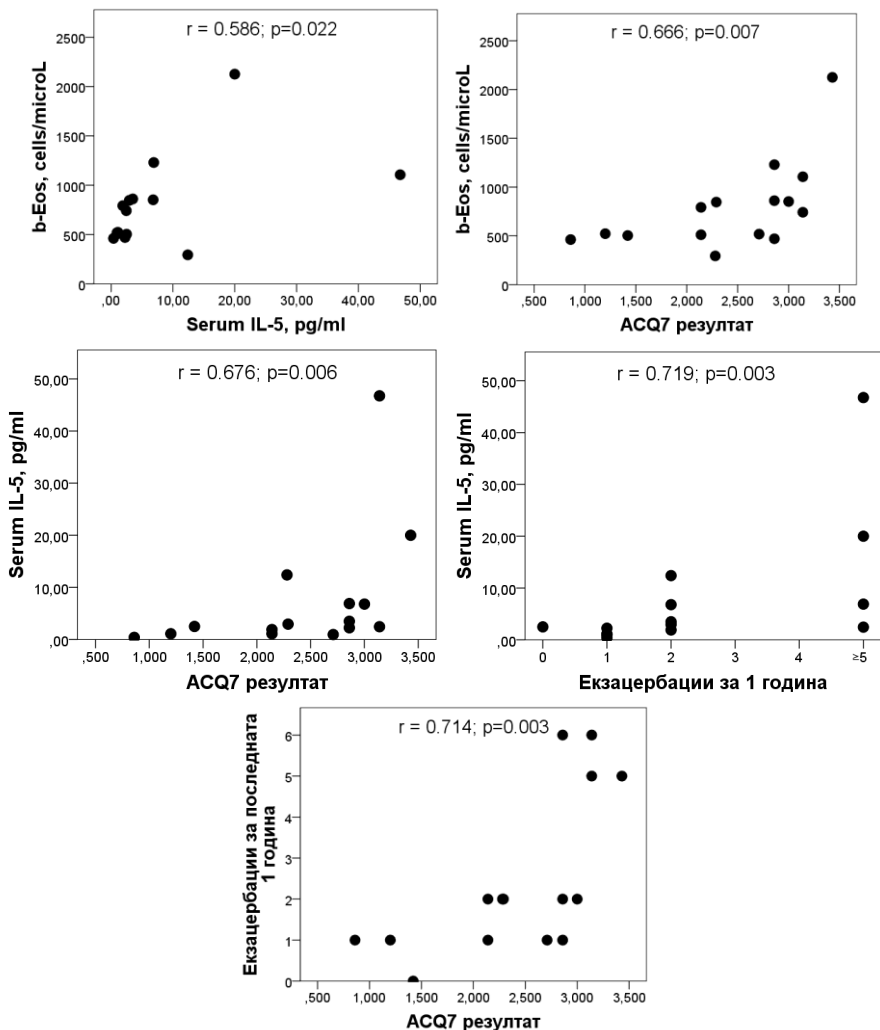 r = 0.586; p=0.022
b-Eos, cells/microL
2500
2000
1500
1000
500
0
,00 10,00 20,00 30,00 40,00 50,00
Serum IL-5, pg/ml
r = 0.666; p=0.007
b-Eos, cells/microL
2500
2000
1500
1000
500
0
,500 1,000 1,500 2,000 2,500 3,000 3,500
ACQ7 резултат
r = 0.676; p=0.006
Serum IL-5, pg/ml
50,00
40,00
30,00
20,00
10,00
,00
,500 1,000 1,500 2,000 2,500 3,000 3,500
ACQ7 резултат
r = 0.719; p=0.003
Serum IL-5, pg/ml
50,00
40,00
30,00
20,00
10,00
,00
0 1 2 3 4 ≥5
Екзацербации за 1 година
r = 0.714; p=0.003
Екзацербации за последната
1 година
6
5
4
3
2
1
0
,500 1,000 1,500 2,000 2,500 3,000 3,500
ACQ7 резултат